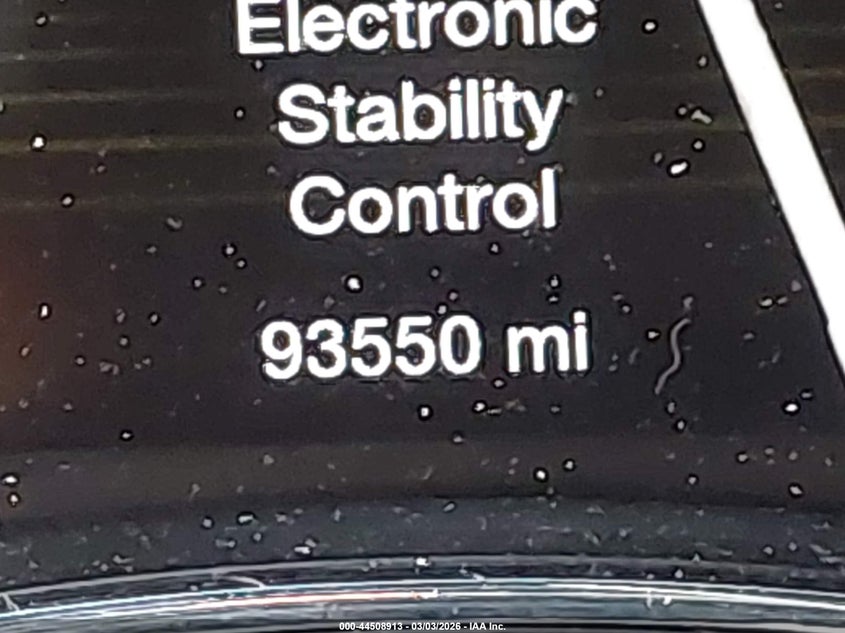 Electronic
Stability
Control
93550 mi
000-44508913 - 03/03/2026 - IAA Inc.